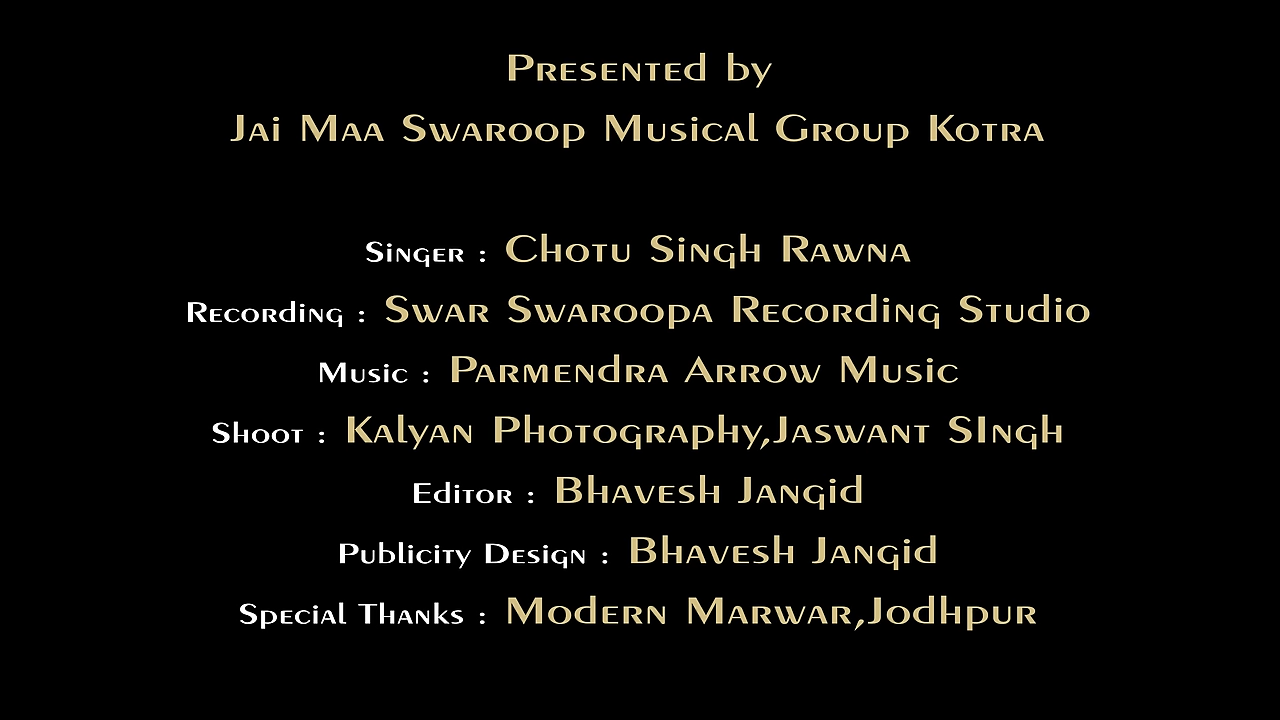 Presented by
Jai Maa Swaroop Musical Group Kotra
Singer : Chotu Singh Rawna
Recording : Swar Swaroopa Recording Studio
Music : Parmendra Arrow Music
Shoot : Kalyan Photography,Jaswant SIngh
Editor : Bhavesh Jangid
Publicity Design : Bhavesh Jangid
Special Thanks : Modern Marwar,Jodhpur